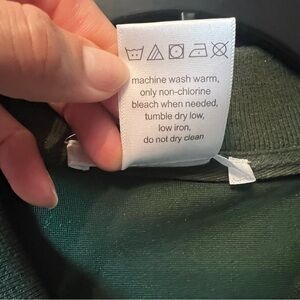 machine wash warm,
only non-chlorine
bleach when needed,
tumble dry low,
low iron,
do not dry clean